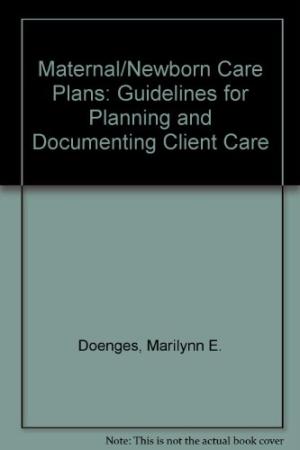 Maternal/Newborn Care
Plans: Guidelines for
Planning and
Documenting Client Care
Doenges, Marilynn E.
Note: This is not the actual book cover